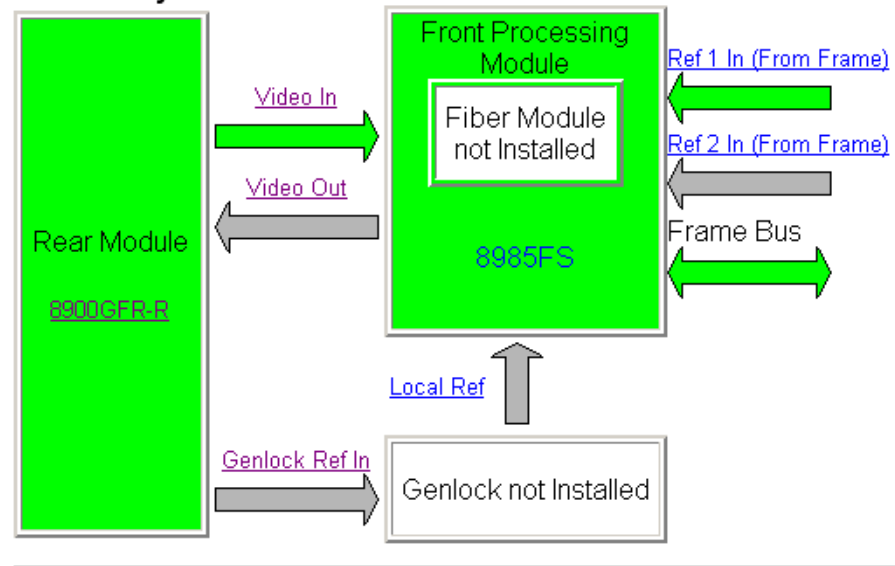 Front Processing
Module
Ref 1 In (From Frame)
Video In
Fiber Module
not Installed
Ref 2 In (From Frame)
Video Out
Rear Module
8985FS
Frame Bus
8900GFR-R
Local Ref
Genlock Ref In
Genlock not Installed